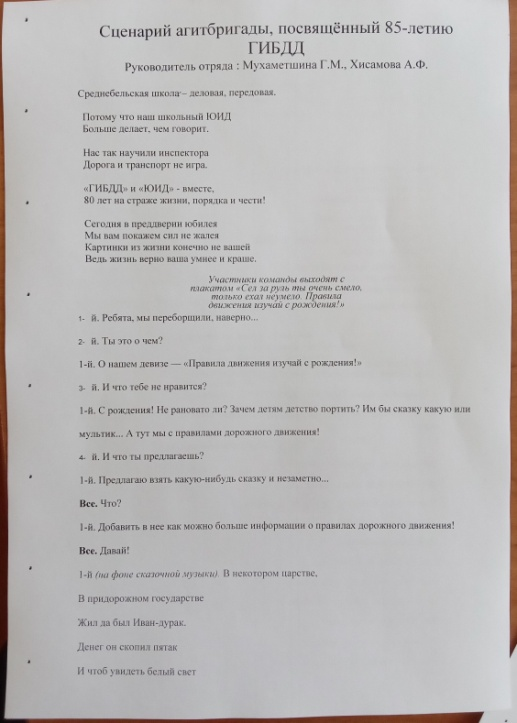 Сценарий агитбригады, посвящённый 85-летию
ГИБДД
Руководитель отряда : Мухаметшина Г.М., Хисамова А.Ф.
Среднебельская школа – деловая, передовая.
Потому что наш школьный ЮИД
Больше делает, чем говорит.
Нас так научили инспектора
Дорога и транспорт не игра.
«ГИБДД» и «ЮИД» - вместе,
80 лет на страже жизни, порядка и чести!
Сегодня в преддверии юбилея
Мы вам покажем сил не жалея
Картинки из жизни конечно не вашей
Ведь жизнь верно ваша умнее и краше.
Участники команды выходят с
плакатом «Сел за руль ты очень смело,
только ехал неумело. Правила
движения изучай с рождения!»
1- й. Ребята, мы переборщили, наверно...
2- й. Ты это о чем?
1-й. О нашем девизе — «Правила движения изучай с рождения!»
3- й. И что тебе не нравится?
1-й. С рождения! Не рановато ли? Зачем детям детство портить? Им бы сказку какую или
мультик... А тут мы с правилами дорожного движения!
4- й. И что ты предлагаешь?
1-й. Предлагаю взять какую-нибудь сказку и незаметно...
Все. Что?
1-й. Добавить в нее как можно больше информации о правилах дорожного движения!
Все. Давай!
1-й (на фоне сказочной музыки). В некотором царстве,
В придорожном государстве
Жил да был Иван-дурак.
Денег он скопил пятак
И чтоб увидеть белый свет